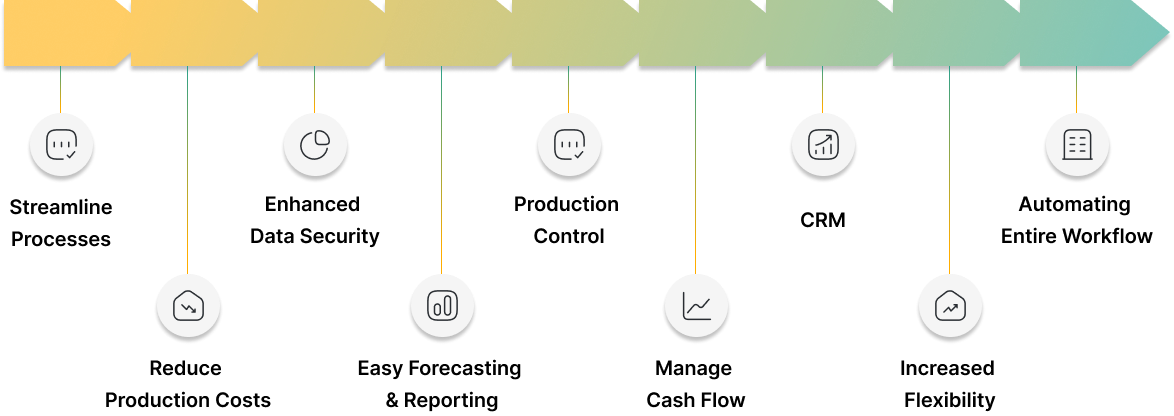 Streamline
Processes
Reduce
Production Costs
Enhanced
Data Security
Easy Forecasting
& Reporting
Production
Control
Manage
Cash Flow
CRM
Increased
Flexibility
Automating
Entire Workflow